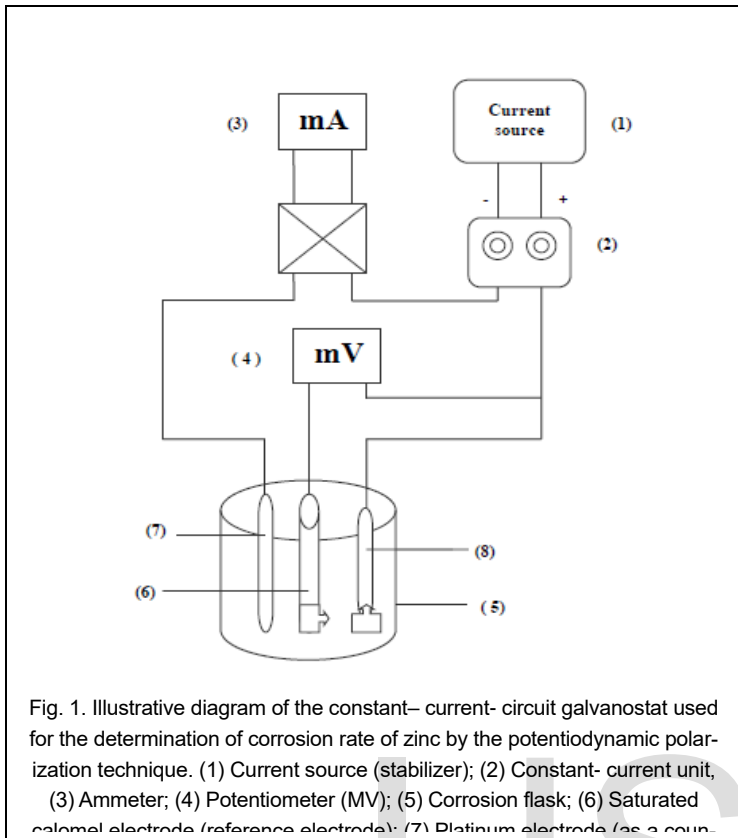 mA
(3)
Current
source
(1)
- +
(2)
mV
( 4 )
(7)
(8)
(6)
( 5)
Fig. 1. Illustrative diagram of the constant– current- circuit galvanostat used
for the determination of corrosion rate of zinc by the potentiodynamic polar-
ization technique. (1) Current source (stabilizer); (2) Constant- current unit,
(3) Ammeter; (4) Potentiometer (MV); (5) Corrosion flask; (6) Saturated
calomel electrode (reference electrode); (7) Platinum electrode (as a coun-